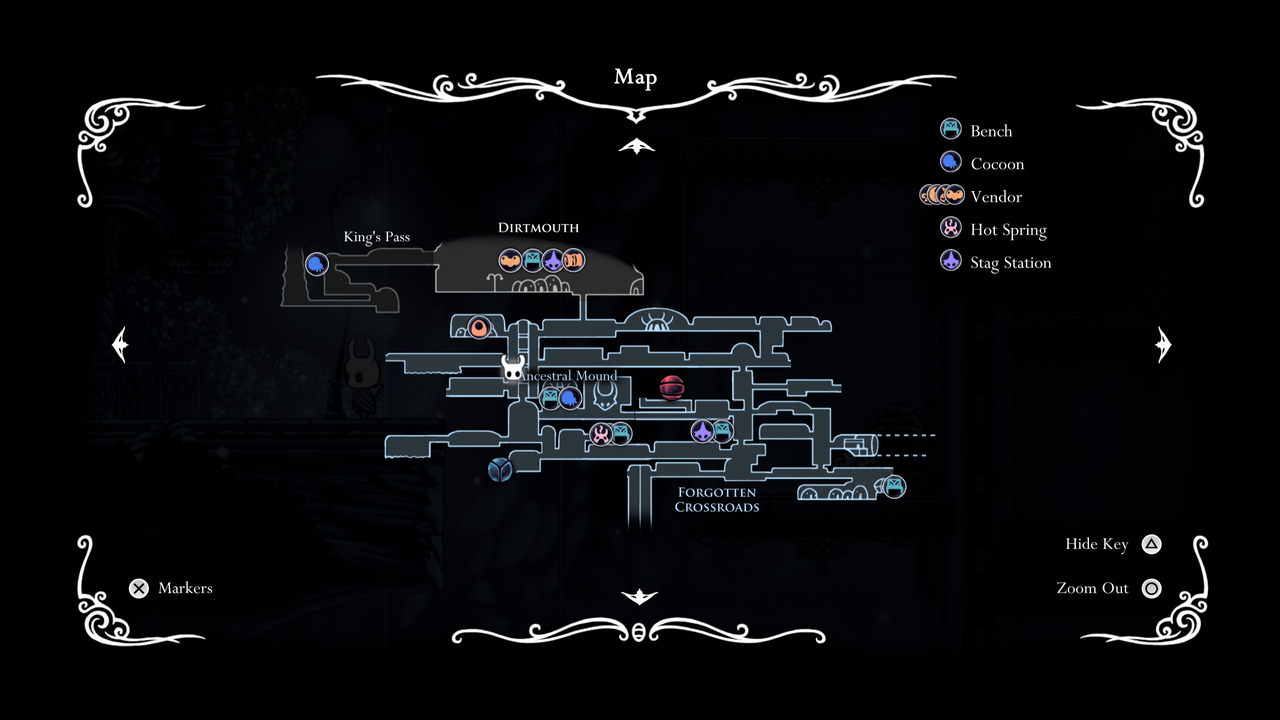 Map
Bench
Cocoon
Vendor
Hot Spring
Stag Station
Dirtmouth
King's Pass
Ancestral Mound
Forgotten
Crossroads
Hide Key
Markers
Zoom Out